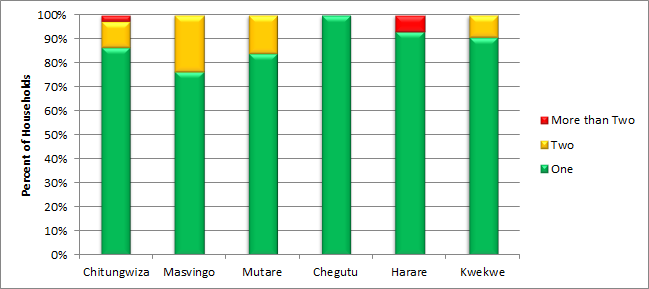 Percent of Households
100%
90%
80%
70%
60%
50%
40%
30%
20%
10%
0%
Chitungwiza Masvingo Mutare Chegutu Harare Kwekwe
More than Two
Two
One